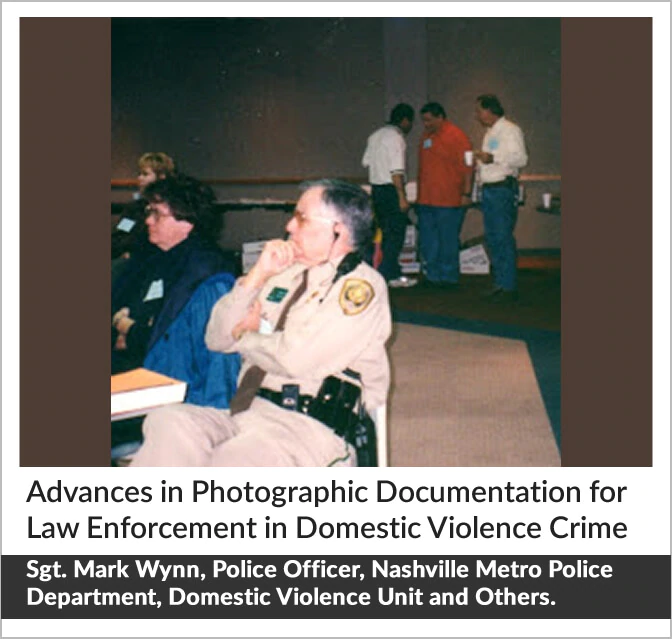 Advances in Photographic Documentation for
Law Enforcement in Domestic Violence Crime
Sgt. Mark Wynn, Police Officer, Nashville Metro Police
Department, Domestic Violence Unit and Others.